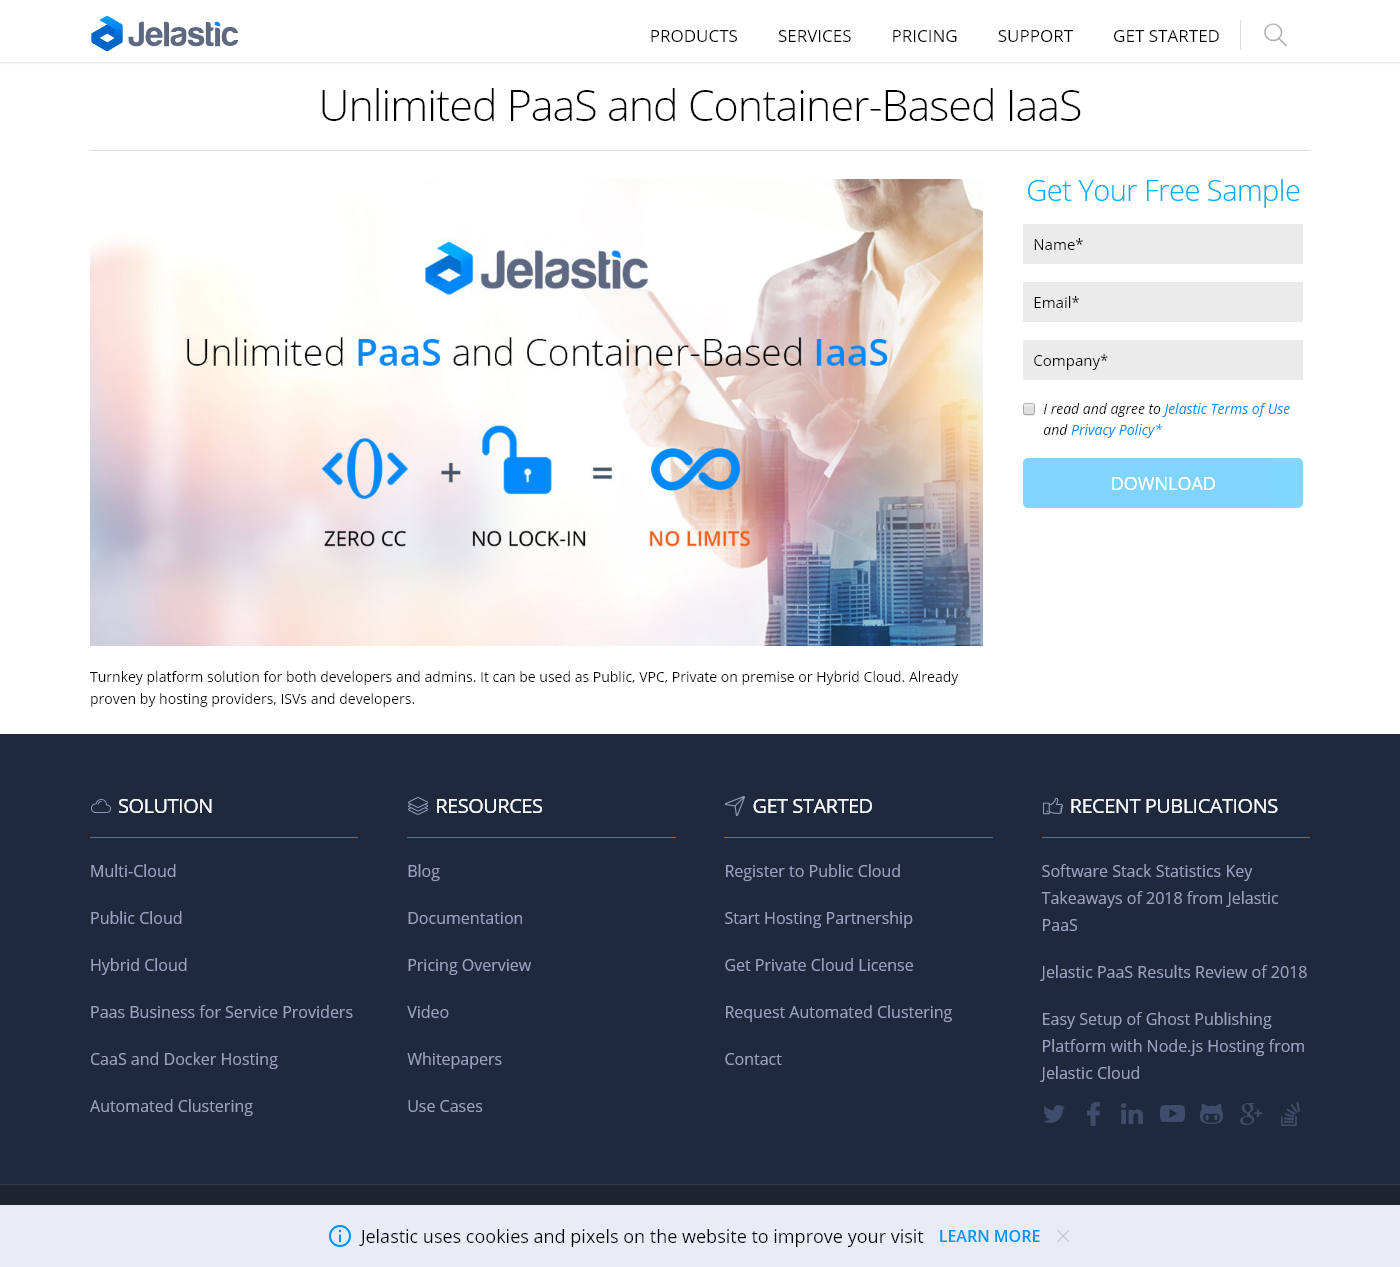 Jelastic
PRODUCTS
SERVICES
PRICING
SUPPORT
GET STARTED
Unlimited PaaS and Container-Based IaaS
Jelastic
Unlimited PaaS and Container-Based IaaS
<()> + =
ZERO CC
NO LOCK-IN
NO LIMITS
Turnkey platform solution for both developers and admins. It can be used as Public, VPC, Private on premise or Hybrid Cloud. Already
proven by hosting providers, ISVs and developers.
Get Your Free Sample
Name*
Email*
Company*
I read and agree to Jelastic Terms of Use
and Privacy Policy*
DOWNLOAD
SOLUTION
Multi-Cloud
Public Cloud
Hybrid Cloud
Paas Business for Service Providers
CaaS and Docker Hosting
Automated Clustering
RESOURCES
Blog
Documentation
Pricing Overview
Video
Whitepapers
Use Cases
GET STARTED
Register to Public Cloud
Start Hosting Partnership
Get Private Cloud License
Request Automated Clustering
Contact
RECENT PUBLICATIONS
Software Stack Statistics Key
Takeaways of 2018 from Jelastic
PaaS
Jelastic PaaS Results Review of 2018
Easy Setup of Ghost Publishing
Platform with Node.js Hosting from
Jelastic Cloud
Jelastic uses cookies and pixels on the website to improve your visit LEARN MORE